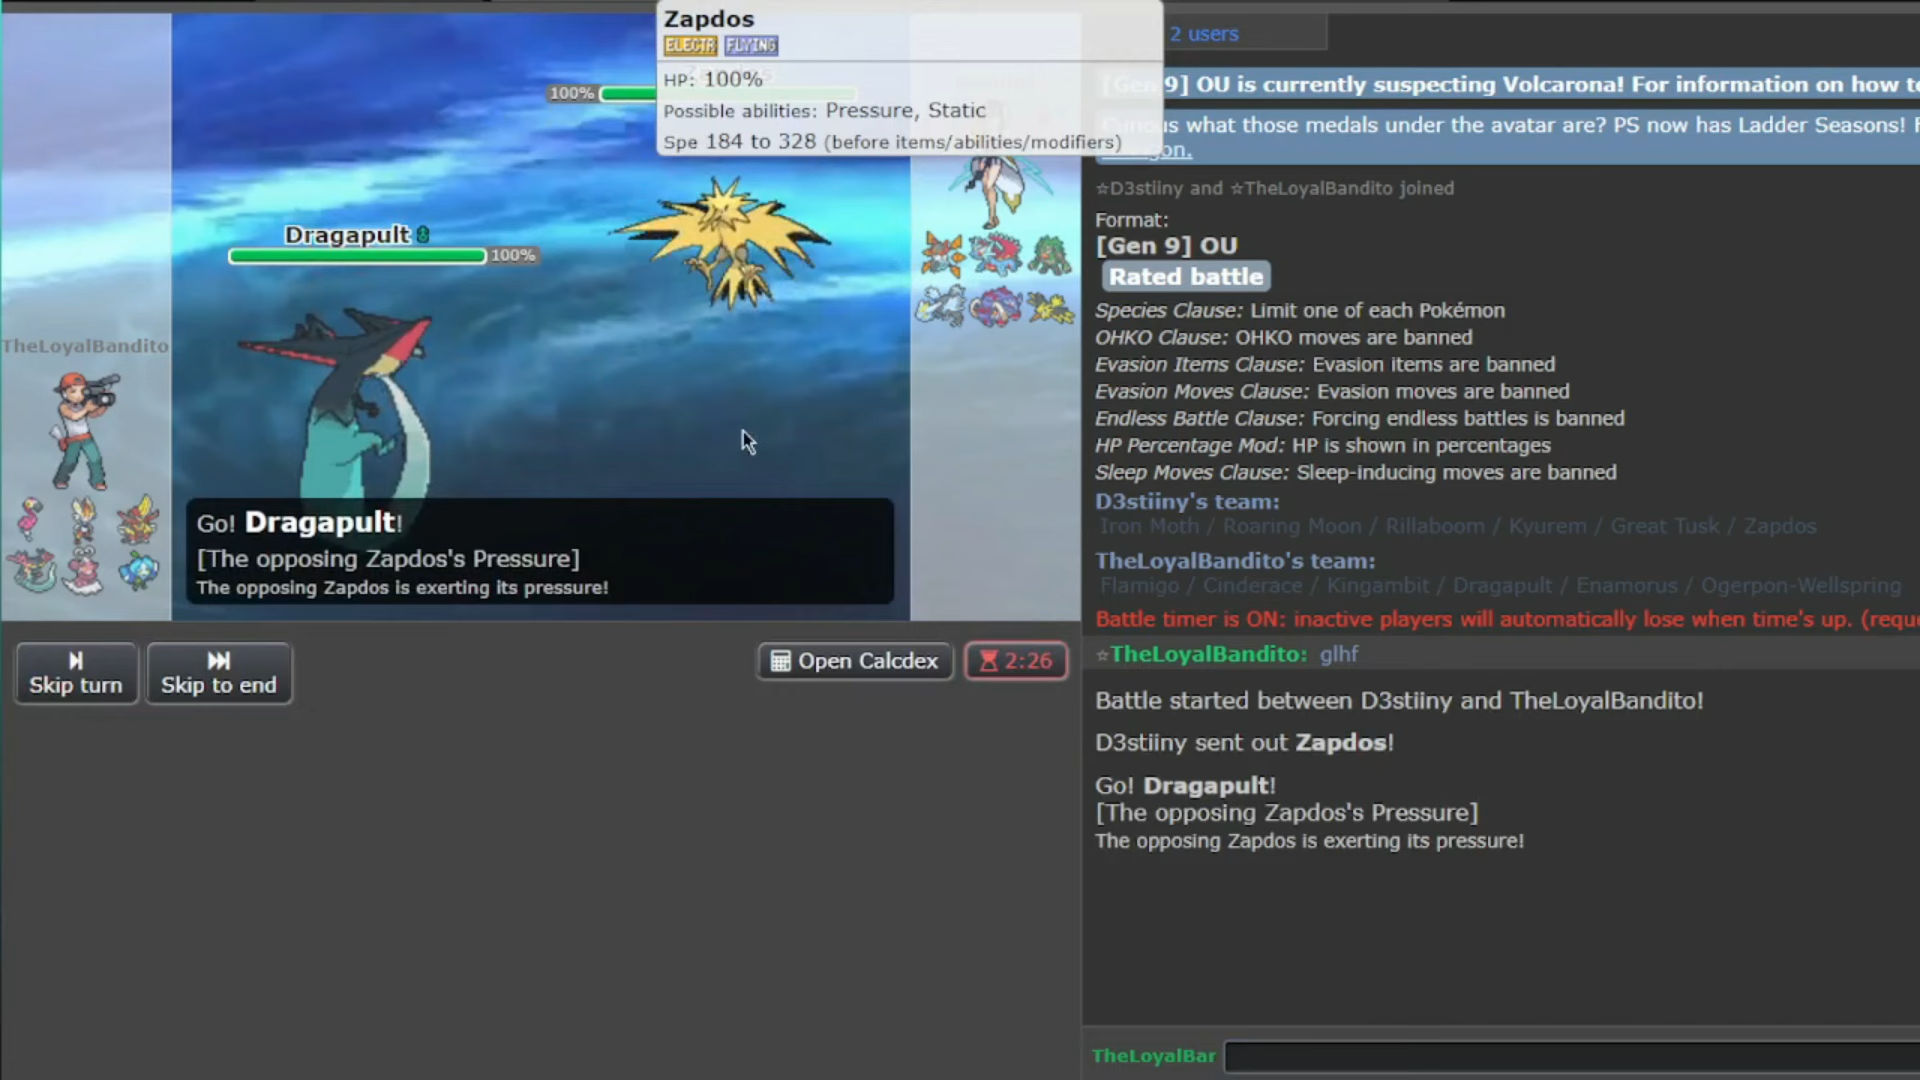 Zapdos
ELECTR FLYING
HP: 100%
Possible abilities: Pressure, Static
Spe 184 to 328 (before items/abilities/modifiers)
100%
Dragapult
100%
TheLoyalBandito
Go! Dragapult!
[The opposing Zapdos's Pressure]
The opposing Zapdos is exerting its pressure!
Skip turn
Skip to end
Open Calcdex
2:26
2 users
[Gen 9] OU is currently suspecting Volcarona! For information on how to
Curious what those medals under the avatar are? PS now has Ladder Seasons!
☆D3stiiny and ☆TheLoyalBandito joined
Format:
[Gen 9] OU
Rated battle
Species Clause: Limit one of each Pokémon
OHKO Clause: OHKO moves are banned
Evasion Items Clause: Evasion items are banned
Evasion Moves Clause: Evasion moves are banned
Endless Battle Clause: Forcing endless battles is banned
HP Percentage Mod: HP is shown in percentages
Sleep Moves Clause: Sleep-inducing moves are banned
D3stiiny's team:
Iron Moth / Roaring Moon / Rillaboom / Kyurem / Great Tusk / Zapdos
TheLoyalBandito's team:
Flamigo / Cinderace / Kingambit / Dragapult / Enamorus / Ogerpon-Wellspring
Battle timer is ON: inactive players will automatically lose when time's up. (reque
☆TheLoyalBandito: glhf
Battle started between D3stiiny and TheLoyalBandito!
D3stiiny sent out Zapdos!
Go! Dragapult!
[The opposing Zapdos's Pressure]
The opposing Zapdos is exerting its pressure!
TheLoyalBar